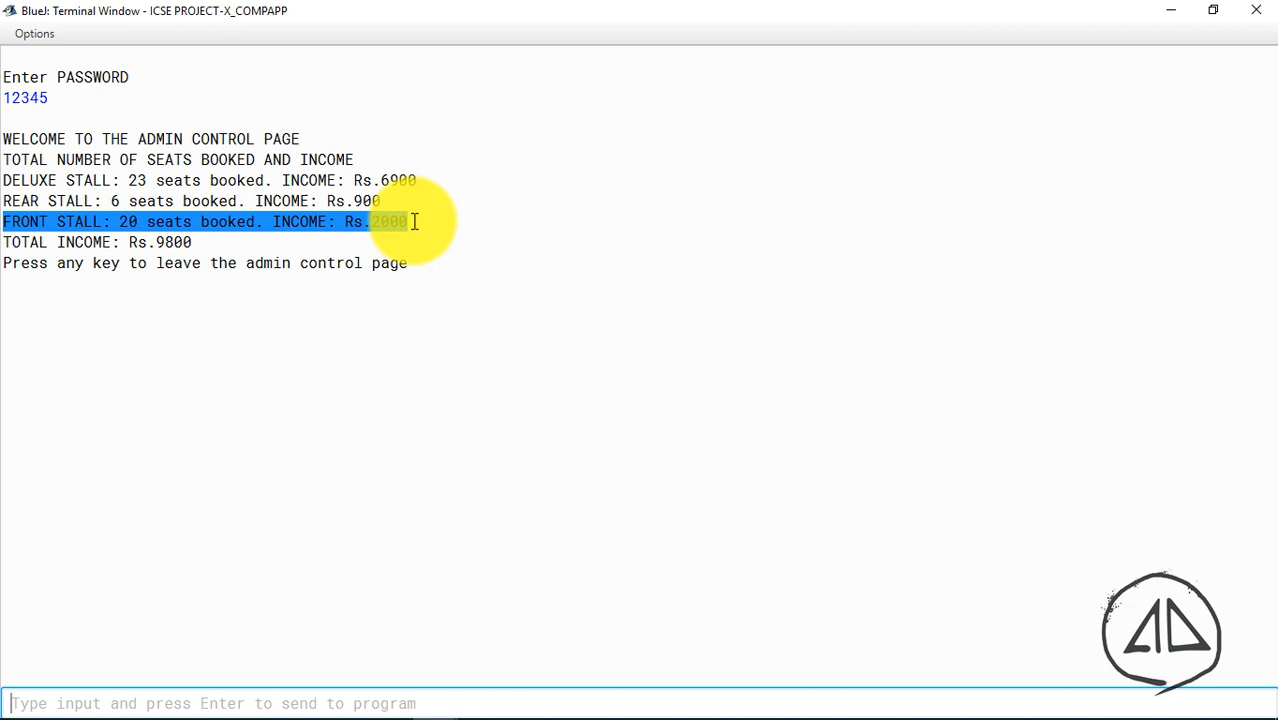 BlueJ: Terminal Window - ICSE PROJECT-X_COMPAPP
Options
Enter PASSWORD
12345
WELCOME TO THE ADMIN CONTROL PAGE
TOTAL NUMBER OF SEATS BOOKED AND INCOME
DELUXE STALL: 23 seats booked. INCOME: Rs.6900
REAR STALL: 6 seats booked. INCOME: Rs.900
FRONT STALL: 20 seats booked. INCOME: Rs.2000
TOTAL INCOME: Rs.9800
Press any key to leave the admin control page
Type input and press Enter to send to program